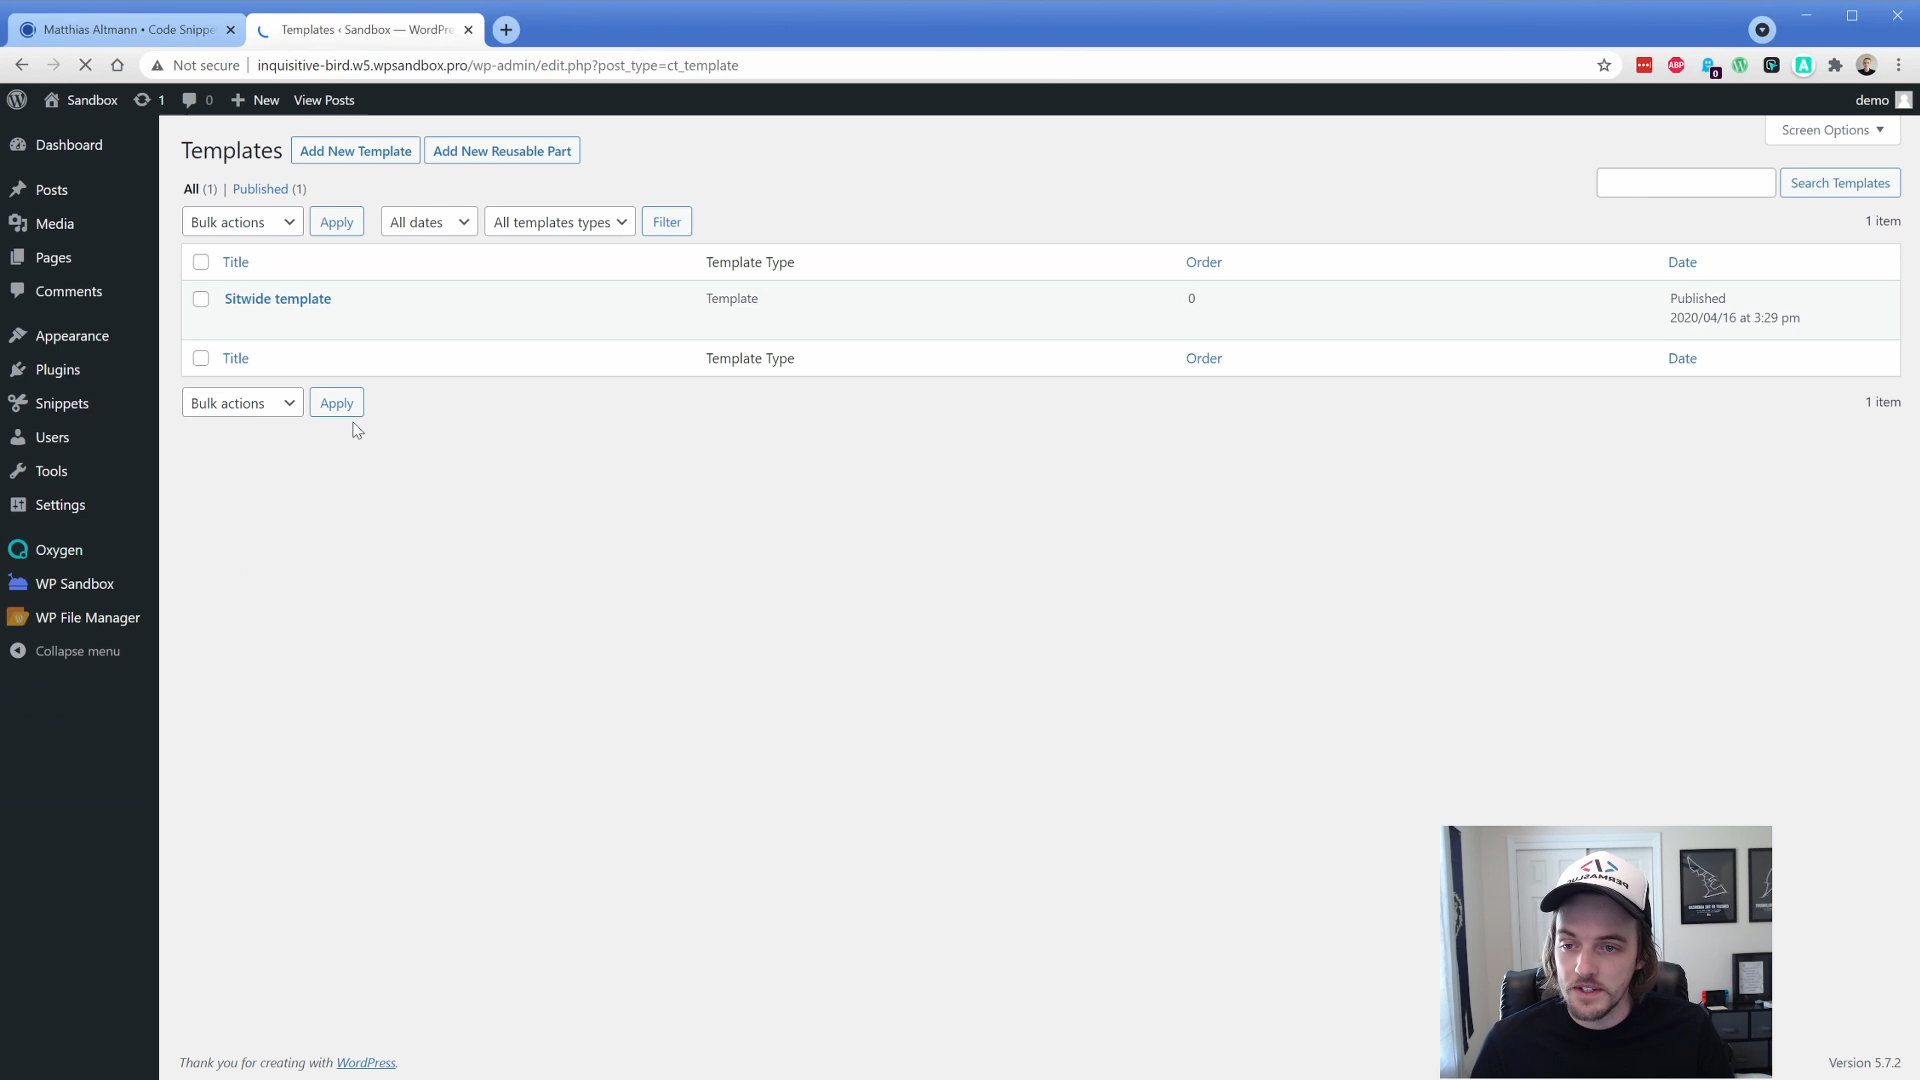 Matthias Altmann • Code Snippe
Templates ‹ Sandbox — WordPre
Not secure
inquisitive-bird.w5.wpsandbox.pro/wp-admin/edit.php?post_type=ct_template
ABP
0
A
Sandbox
1
0
New
View Posts
demo
Dashboard
Posts
Media
Pages
Comments
Appearance
Plugins
Snippets
Users
Tools
Settings
Oxygen
WP Sandbox
WP File Manager
Collapse menu
Screen Options
Templates
Add New Template
Add New Reusable Part
All (1) | Published (1)
Search Templates
Bulk actions
Apply
All dates
All templates types
Filter
1 item
Title Template Type Order Date
Sitwide template Template 0 Published
2020/04/16 at 3:29 pm
Title Template Type Order Date
Bulk actions
Apply
1 item
PERMASLUG
Thank you for creating with WordPress.
Version 5.7.2